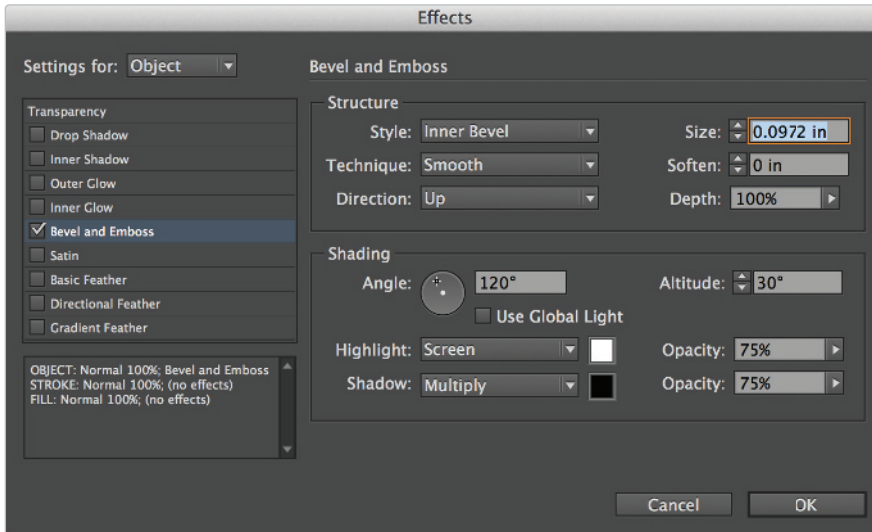 Effects
Settings for: Object
Transparency
Drop Shadow
Inner Shadow
Outer Glow
Inner Glow
Bevel and Emboss
Satin
Basic Feather
Directional Feather
Gradient Feather
OBJECT: Normal 100%; Bevel and Emboss
STROKE: Normal 100%; (no effects)
FILL: Normal 100%; (no effects)
Bevel and Emboss
Structure
Style: Inner Bevel Size: 0.0972 in
Technique: Smooth Soften: 0 in
Direction: Up Depth: 100%
Shading
Angle: 120° Altitude: 30°
Use Global Light
Highlight: Screen Opacity: 75%
Shadow: Multiply Opacity: 75%
Cancel OK